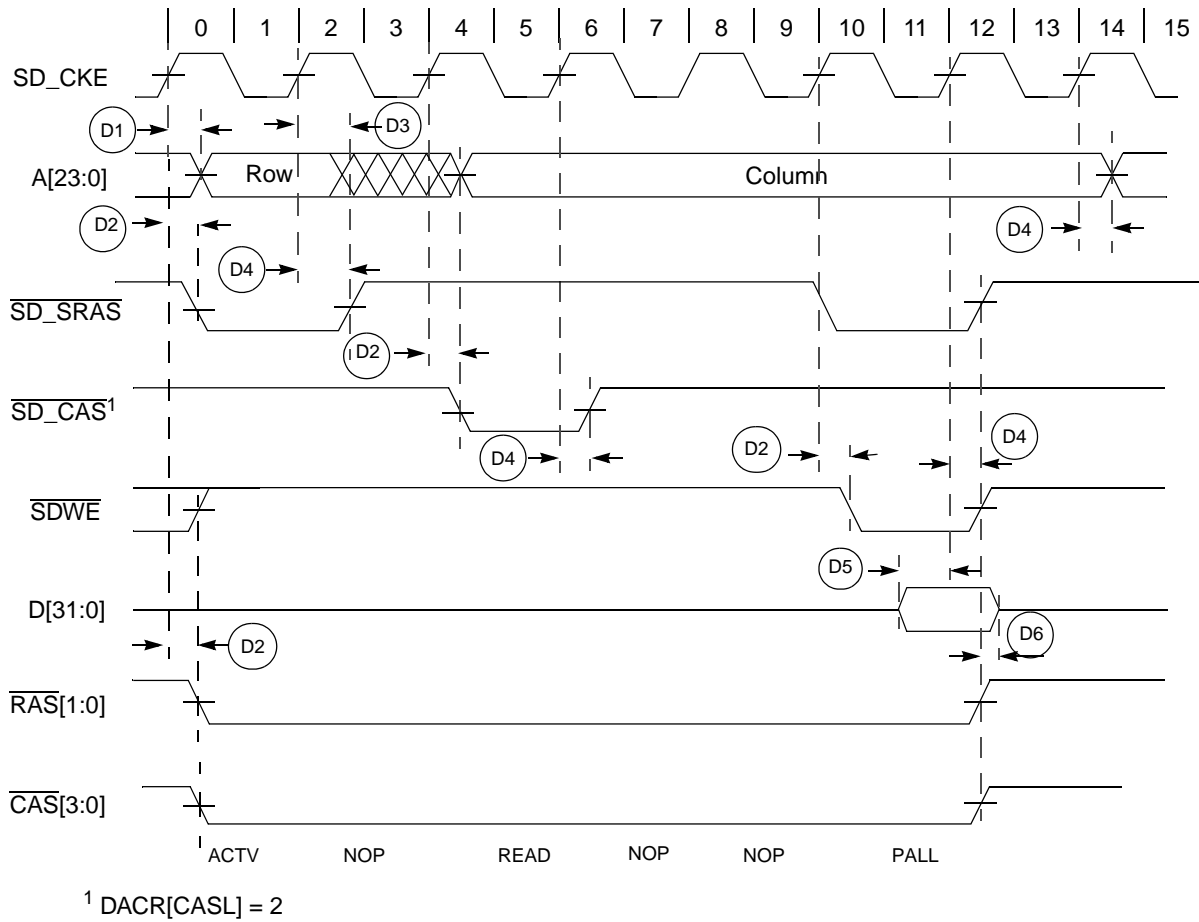 0 1 2 3 4 5 6 7 8 9 10 11 12 13 14 15
SD_CKE
D1 D3
A[23:0] Row Column
D2 D4
D4
SD_SRAS
D2
SD_CAS1
D4 D2 D4
SDWE
D5
D[31:0]
D2 D6
RAS[1:0]
CAS[3:0]
ACTV NOP READ NOP NOP PALL
1 DACR[CASL] = 2